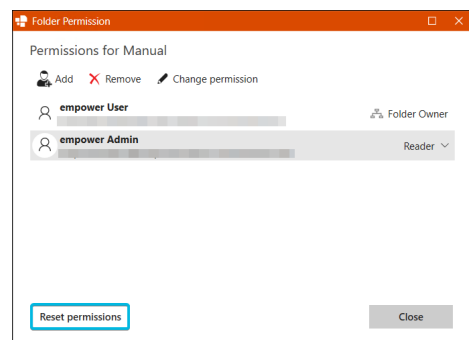 Folder Permission
Permissions for Manual
Add Remove Change permission
empower User
Folder Owner
empower Admin
Reader
Reset permissions Close